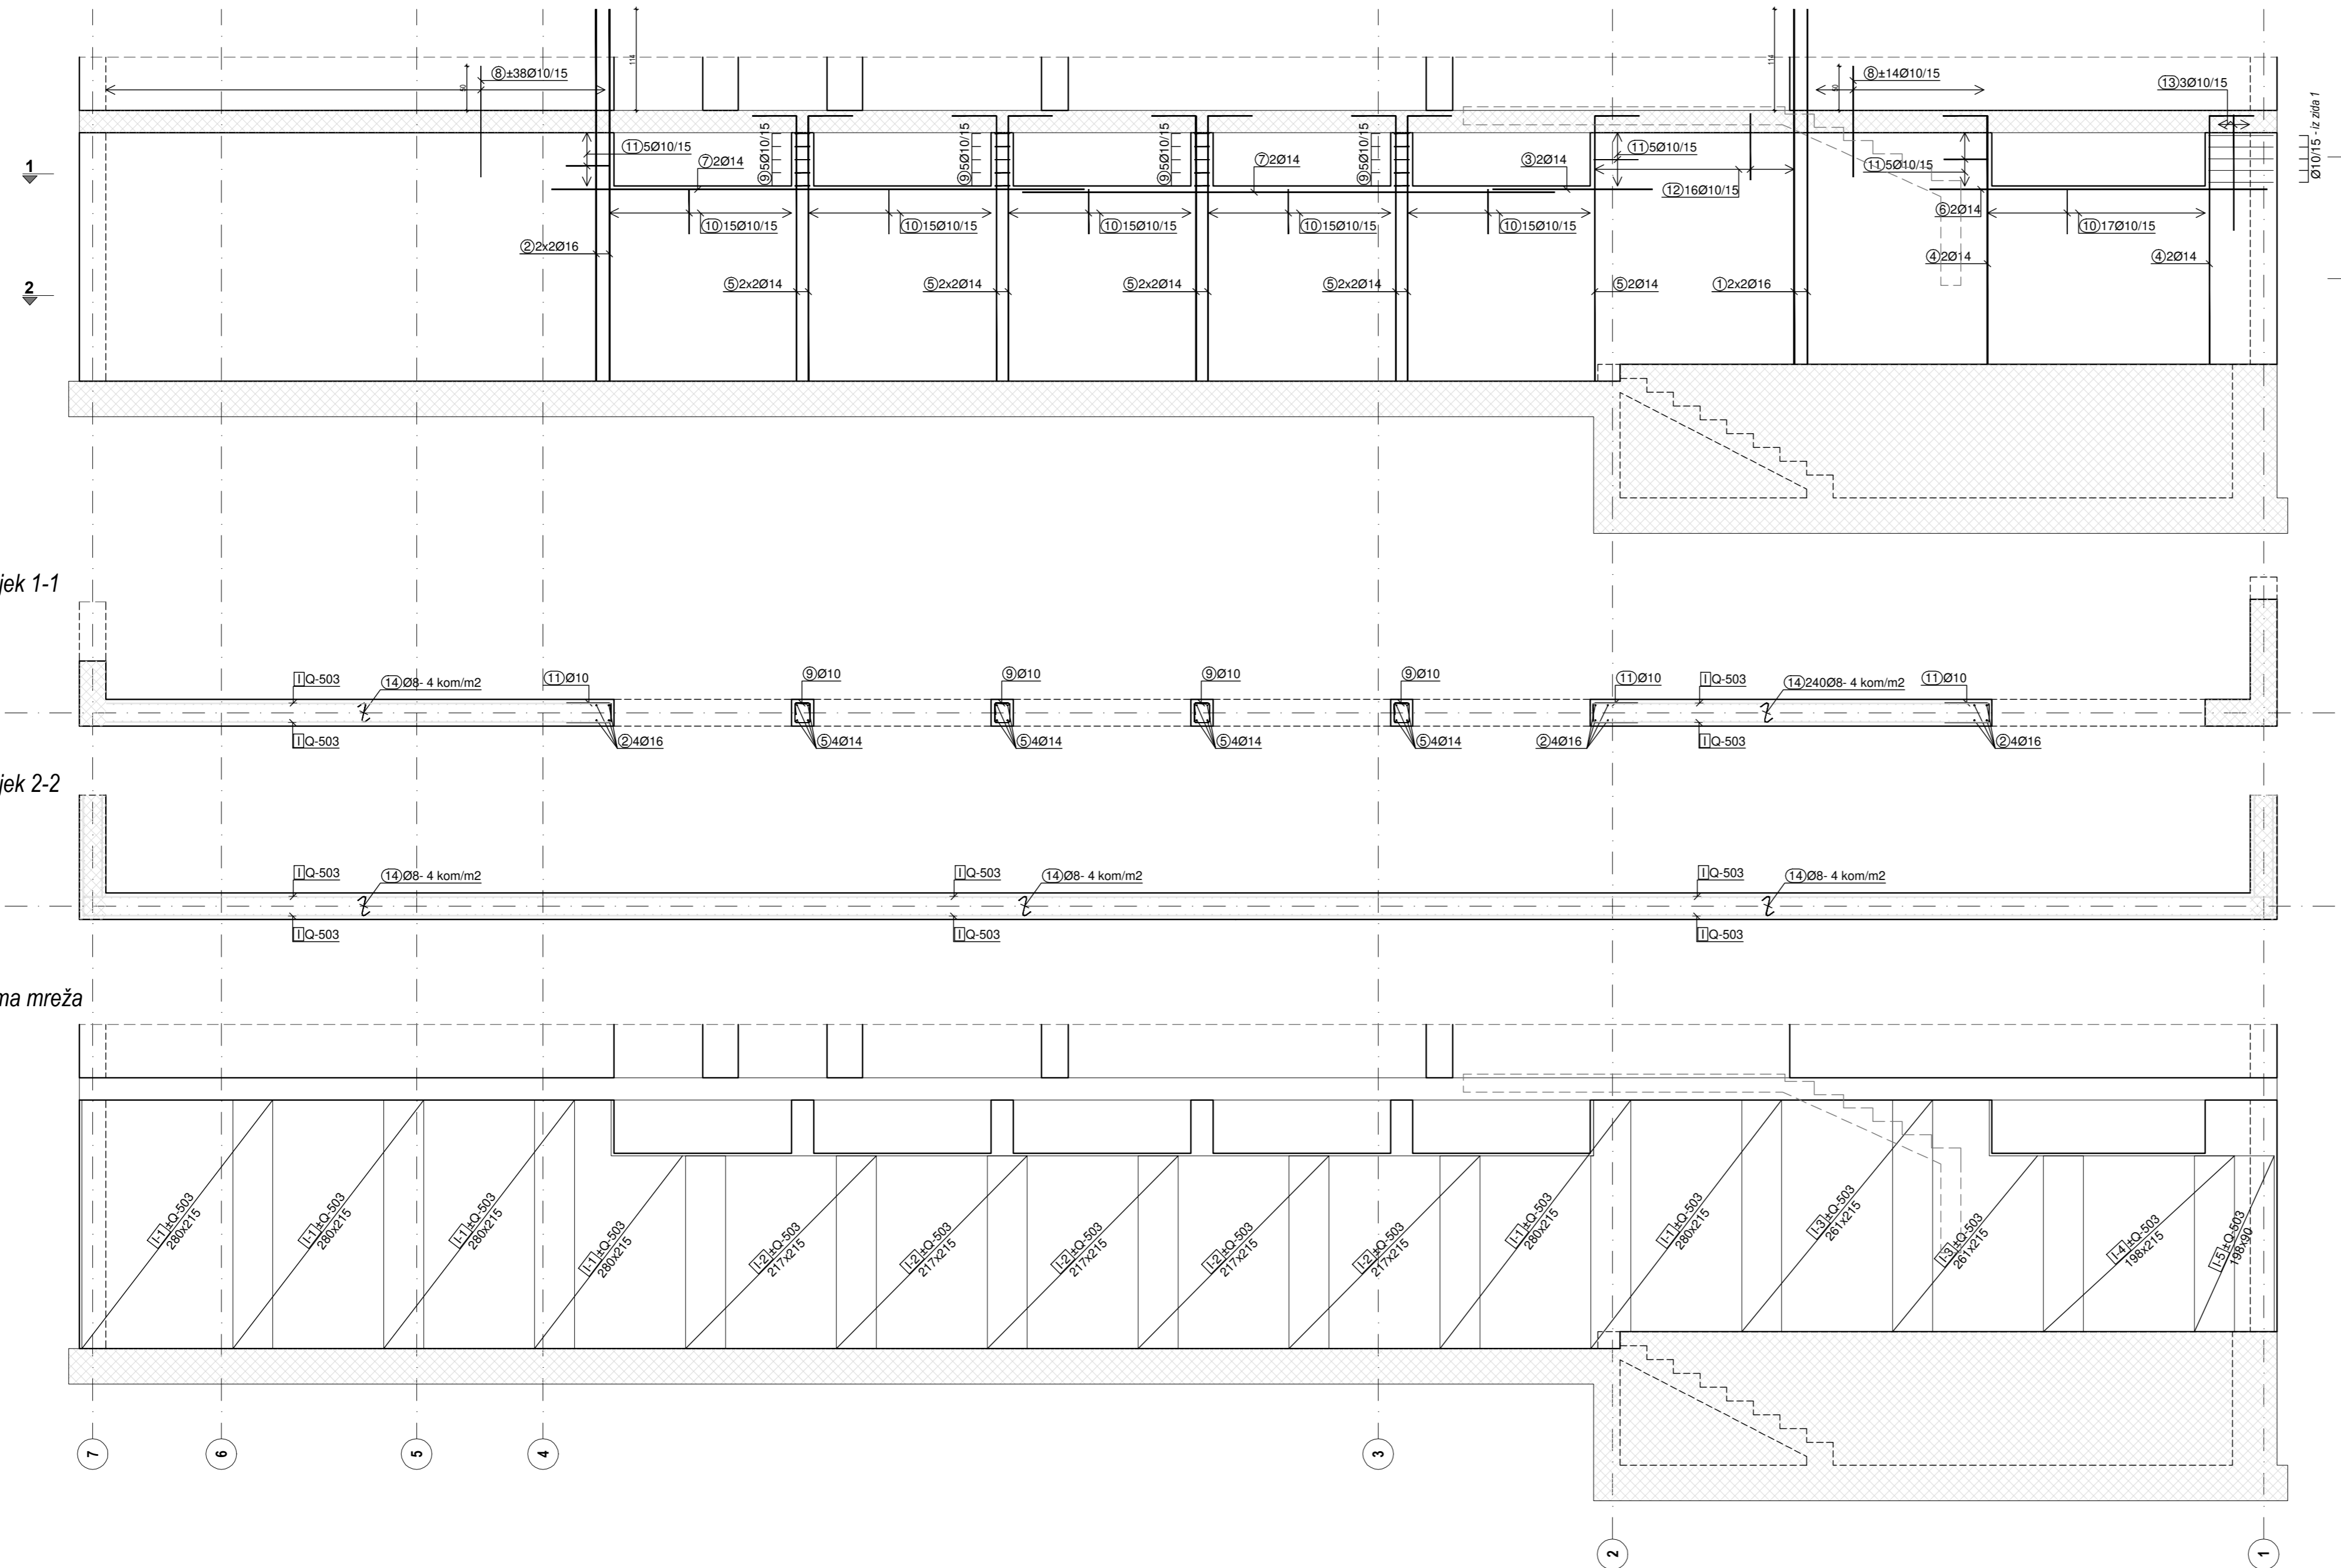 114
114
⑧±38Ø10/15
50
⑧±14Ø10/15
50
⑬3Ø10/15
Ø10/15 - iz zida 1
1
⑪5Ø10/15
⑦2Ø14
⑨5Ø10/15
⑨5Ø10/15
⑨5Ø10/15
⑦2Ø14
⑨5Ø10/15
③2Ø14
⑪5Ø10/15
⑫16Ø10/15
⑪5Ø10/15
⑥2Ø14
⑩15Ø10/15
⑩15Ø10/15
⑩15Ø10/15
⑩15Ø10/15
⑩15Ø10/15
⑩17Ø10/15
②2x2Ø16
④2Ø14
④2Ø14
2
⑤2x2Ø14
⑤2x2Ø14
⑤2x2Ø14
⑤2x2Ø14
⑤2Ø14
①2x2Ø16
jek 1-1
I Q-503
⑭Ø8- 4 kom/m2
⑪Ø10
⑨Ø10
⑨Ø10
⑨Ø10
⑨Ø10
⑪Ø10
I Q-503
⑭240Ø8- 4 kom/m2
⑪Ø10
I Q-503
②4Ø16
⑤4Ø14
⑤4Ø14
⑤4Ø14
⑤4Ø14
②4Ø16
I Q-503
②4Ø16
jek 2-2
I Q-503
⑭Ø8- 4 kom/m2
I Q-503
⑭Ø8- 4 kom/m2
I Q-503
⑭Ø8- 4 kom/m2
I Q-503
I Q-503
I Q-503
ma mreža
I-1 ±Q-503
280x215
I-1 ±Q-503
280x215
I-1 ±Q-503
280x215
I-1 ±Q-503
280x215
I-2 ±Q-503
217x215
I-2 ±Q-503
217x215
I-2 ±Q-503
217x215
I-2 ±Q-503
217x215
I-2 ±Q-503
217x215
I-1 ±Q-503
280x215
I-1 ±Q-503
280x215
I-3 ±Q-503
261x215
I-3 ±Q-503
261x215
I-4 ±Q-503
198x215
I-5 ±Q-503
198x90
7
6
5
4
3
2
1